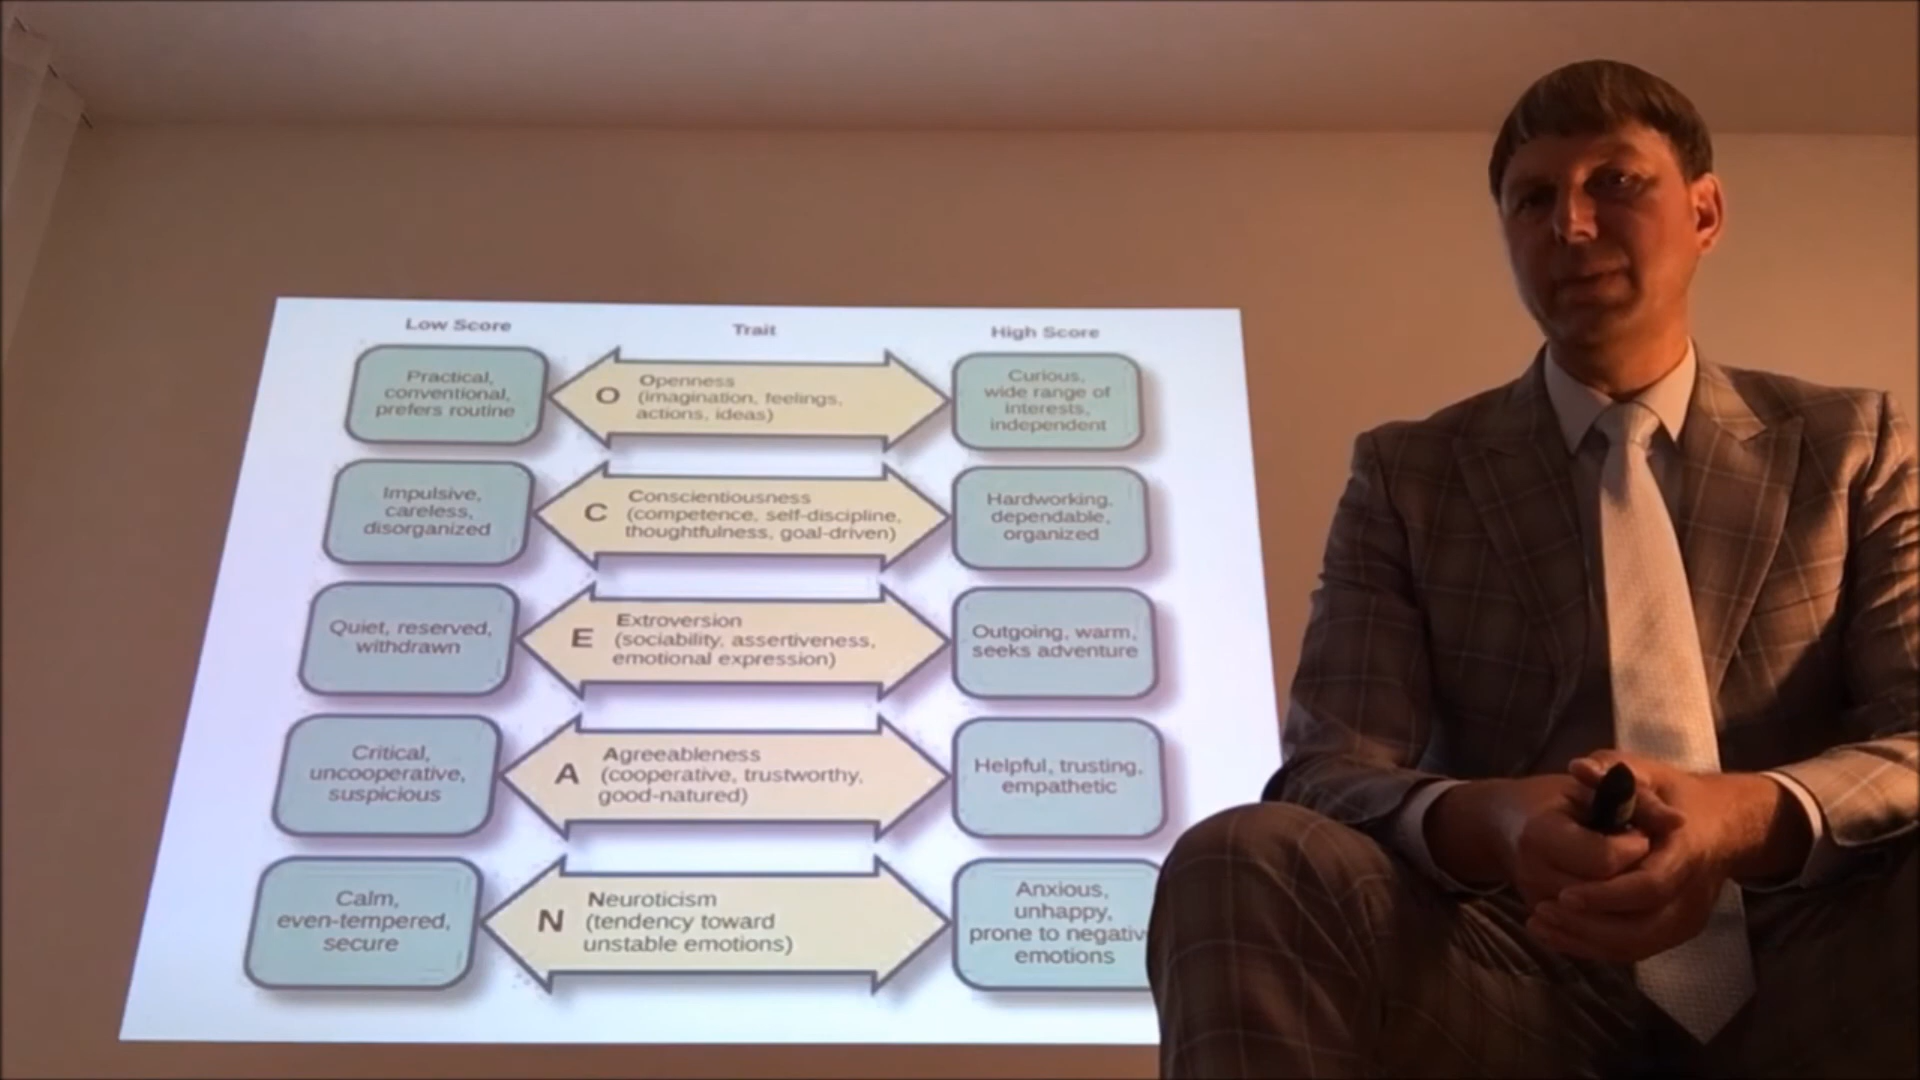 Low Score
Trait
High Score
Practical,
conventional,
prefers routine
O
Openness
(imagination, feelings,
actions, ideas)
Curious,
wide range of
interests,
independent
Impulsive,
careless,
disorganized
C
Conscientiousness
(competence, self-discipline,
thoughtfulness, goal-driven)
Hardworking,
dependable,
organized
Quiet, reserved,
withdrawn
E
Extroversion
(sociability, assertiveness,
emotional expression)
Outgoing, warm,
seeks adventure
Critical,
uncooperative,
suspicious
A
Agreeableness
(cooperative, trustworthy,
good-natured)
Helpful, trusting,
empathetic
Calm,
even-tempered,
secure
N
Neuroticism
(tendency toward
unstable emotions)
Anxious,
unhappy,
prone to negativ
emotions